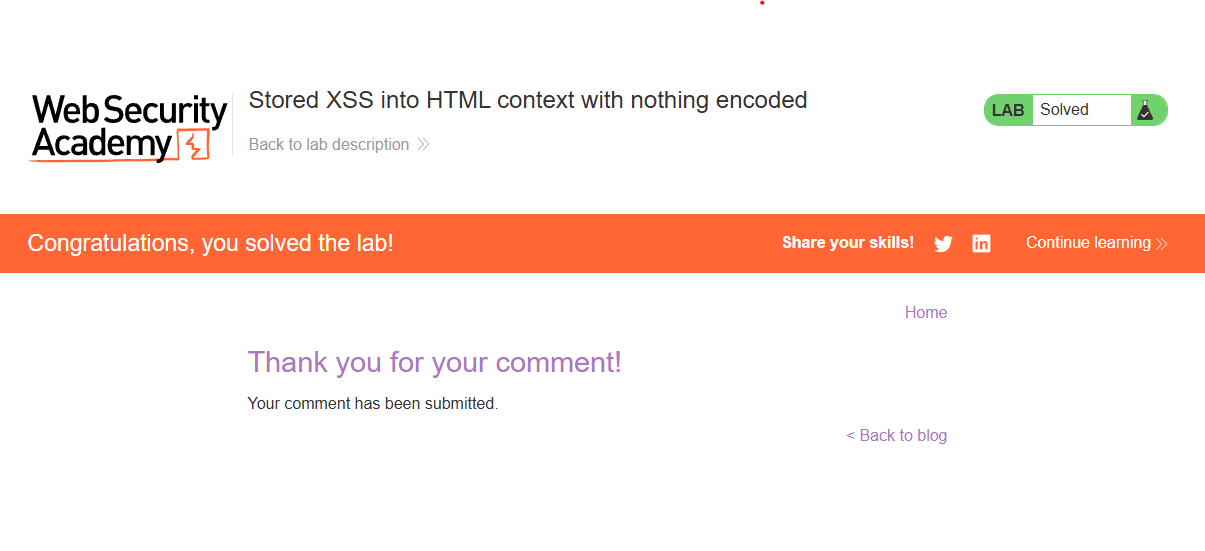 Web Security
Academy
Stored XSS into HTML context with nothing encoded
Back to lab description
LAB Solved
Congratulations, you solved the lab!
Share your skills!
Continue learning
Home
Thank you for your comment!
Your comment has been submitted.
< Back to blog